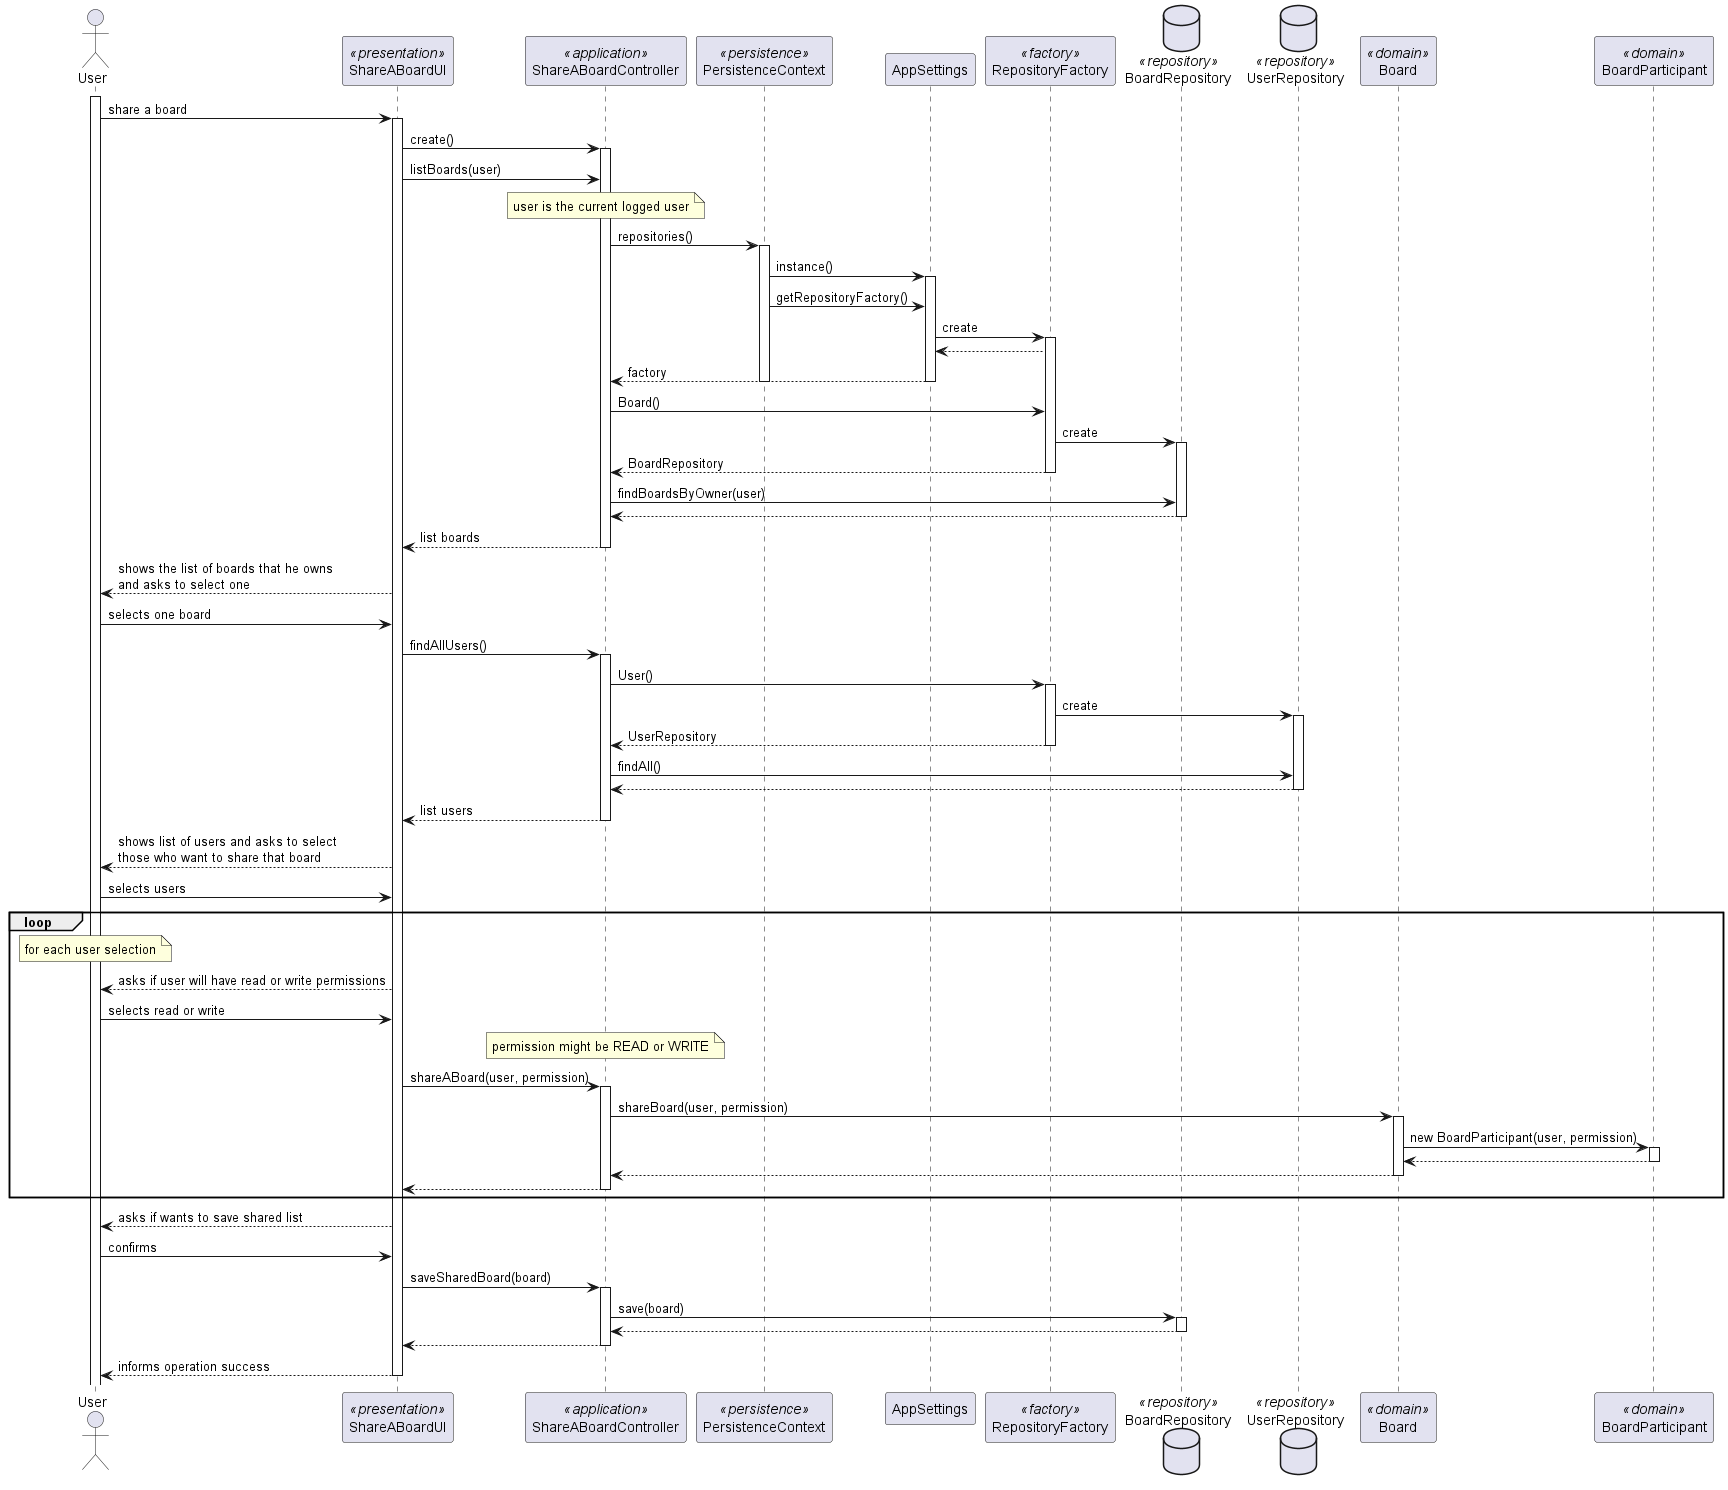 User
«presentation»
ShareABoardUI
«application»
ShareABoardController
«persistence»
PersistenceContext
AppSettings
«factory»
RepositoryFactory
«repository»
BoardRepository
«repository»
UserRepository
«domain»
Board
«domain»
BoardParticipant
share a board
create()
listBoards(user)
user is the current logged user
repositories()
instance()
getRepositoryFactory()
create
factory
Board()
create
BoardRepository
findBoardsByOwner(user)
list boards
shows the list of boards that he owns
and asks to select one
selects one board
findAllUsers()
User()
create
UserRepository
findAll()
list users
shows list of users and asks to select
those who want to share that board
selects users
loop
for each user selection
asks if user will have read or write permissions
selects read or write
permission might be READ or WRITE
shareABoard(user, permission)
shareBoard(user, permission)
new BoardParticipant(user, permission)
asks if wants to save shared list
confirms
saveSharedBoard(board)
save(board)
informs operation success
User
«presentation»
ShareABoardUI
«application»
ShareABoardController
«persistence»
PersistenceContext
AppSettings
«factory»
RepositoryFactory
«repository»
BoardRepository
«repository»
UserRepository
«domain»
Board
«domain»
BoardParticipant